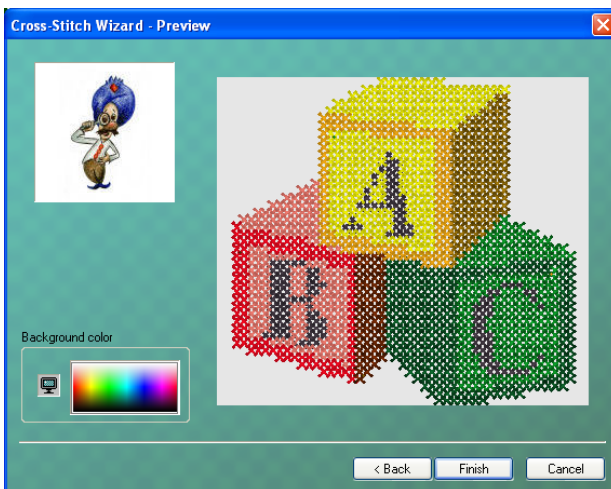 Cross-Stitch Wizard - Preview
A
B
C
Background color
< Back
Finish
Cancel